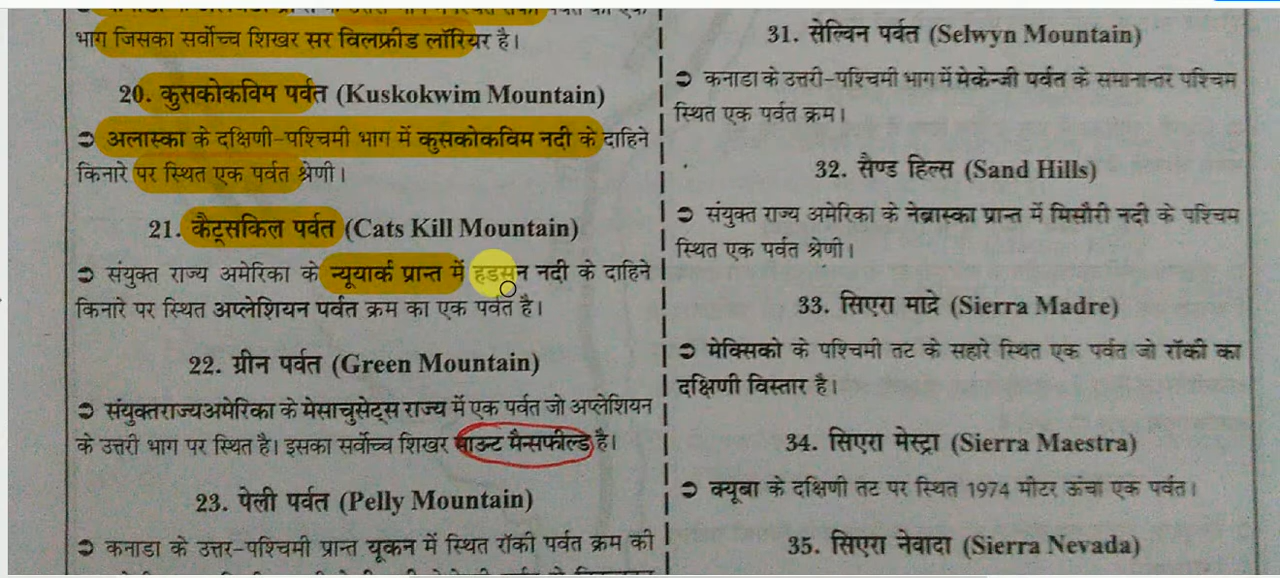 भाग जिसका सर्वोच्च शिखर सर विलफ्रीड लॉरियर है।
20. कुसकोकविम पर्वत (Kuskokwim Mountain)
➲ अलास्का के दक्षिणी-पश्चिमी भाग में कुसकोकविम नदी के दाहिने
किनारे पर स्थित एक पर्वत श्रेणी।
21. कैट्सकिल पर्वत (Cats Kill Mountain)
➲ संयुक्त राज्य अमेरिका के न्यूयार्क प्रान्त में हडसन नदी के दाहिने
किनारे पर स्थित अप्लेशियन पर्वत क्रम का एक पर्वत है।
22. ग्रीन पर्वत (Green Mountain)
➲ संयुक्तराज्यअमेरिका के मेसाचुसेट्स राज्य में एक पर्वत जो अप्लेशियन
के उत्तरी भाग पर स्थित है। इसका सर्वोच्च शिखर माउन्ट मैन्सफील्ड है।
23. पेली पर्वत (Pelly Mountain)
➲ कनाडा के उत्तर-पश्चिमी प्रान्त यूकन में स्थित रॉकी पर्वत क्रम की
31. सेल्विन पर्वत (Selwyn Mountain)
➲ कनाडा के उत्तरी-पश्चिमी भाग में मेकेन्जी पर्वत के समानान्तर पश्चिम
स्थित एक पर्वत क्रम।
32. सैण्ड हिल्स (Sand Hills)
➲ संयुक्त राज्य अमेरिका के नेब्रास्का प्रान्त में मिसौरी नदी के पश्चिम
स्थित एक पर्वत श्रेणी।
33. सिएरा माद्रे (Sierra Madre)
➲ मेक्सिको के पश्चिमी तट के सहारे स्थित एक पर्वत जो रॉकी का
दक्षिणी विस्तार है।
34. सिएरा मेस्ट्रा (Sierra Maestra)
➲ क्यूबा के दक्षिणी तट पर स्थित 1974 मीटर ऊंचा एक पर्वत।
35. सिएरा नेवादा (Sierra Nevada)